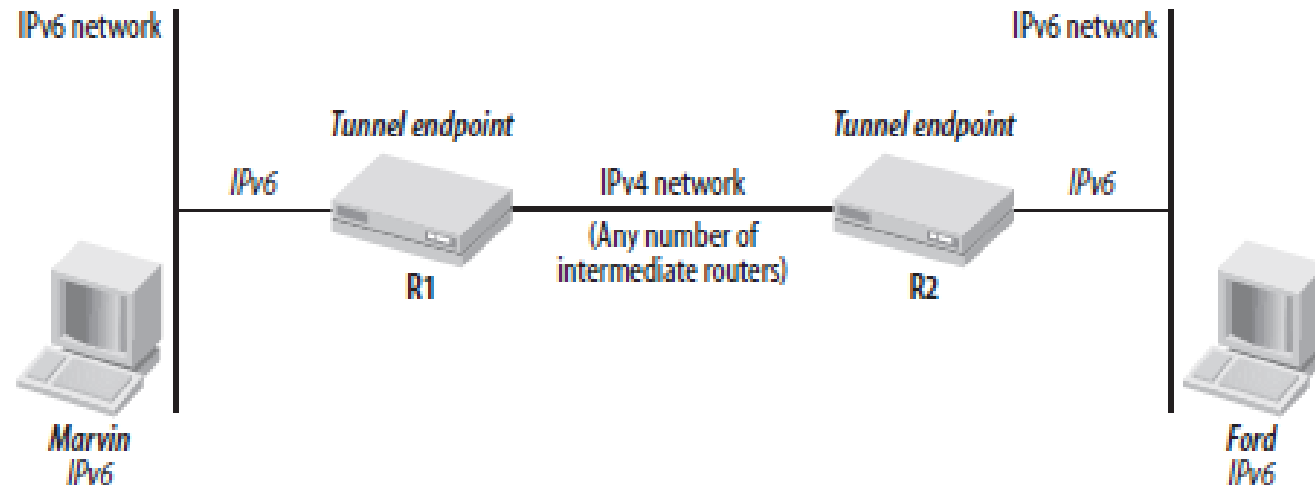 IPv6 network
IPv6 network
Tunnel endpoint
Tunnel endpoint
IPv6
IPv4 network
IPv6
(Any number of
intermediate routers)
R1
R2
Marvin
IPv6
Ford
IPv6